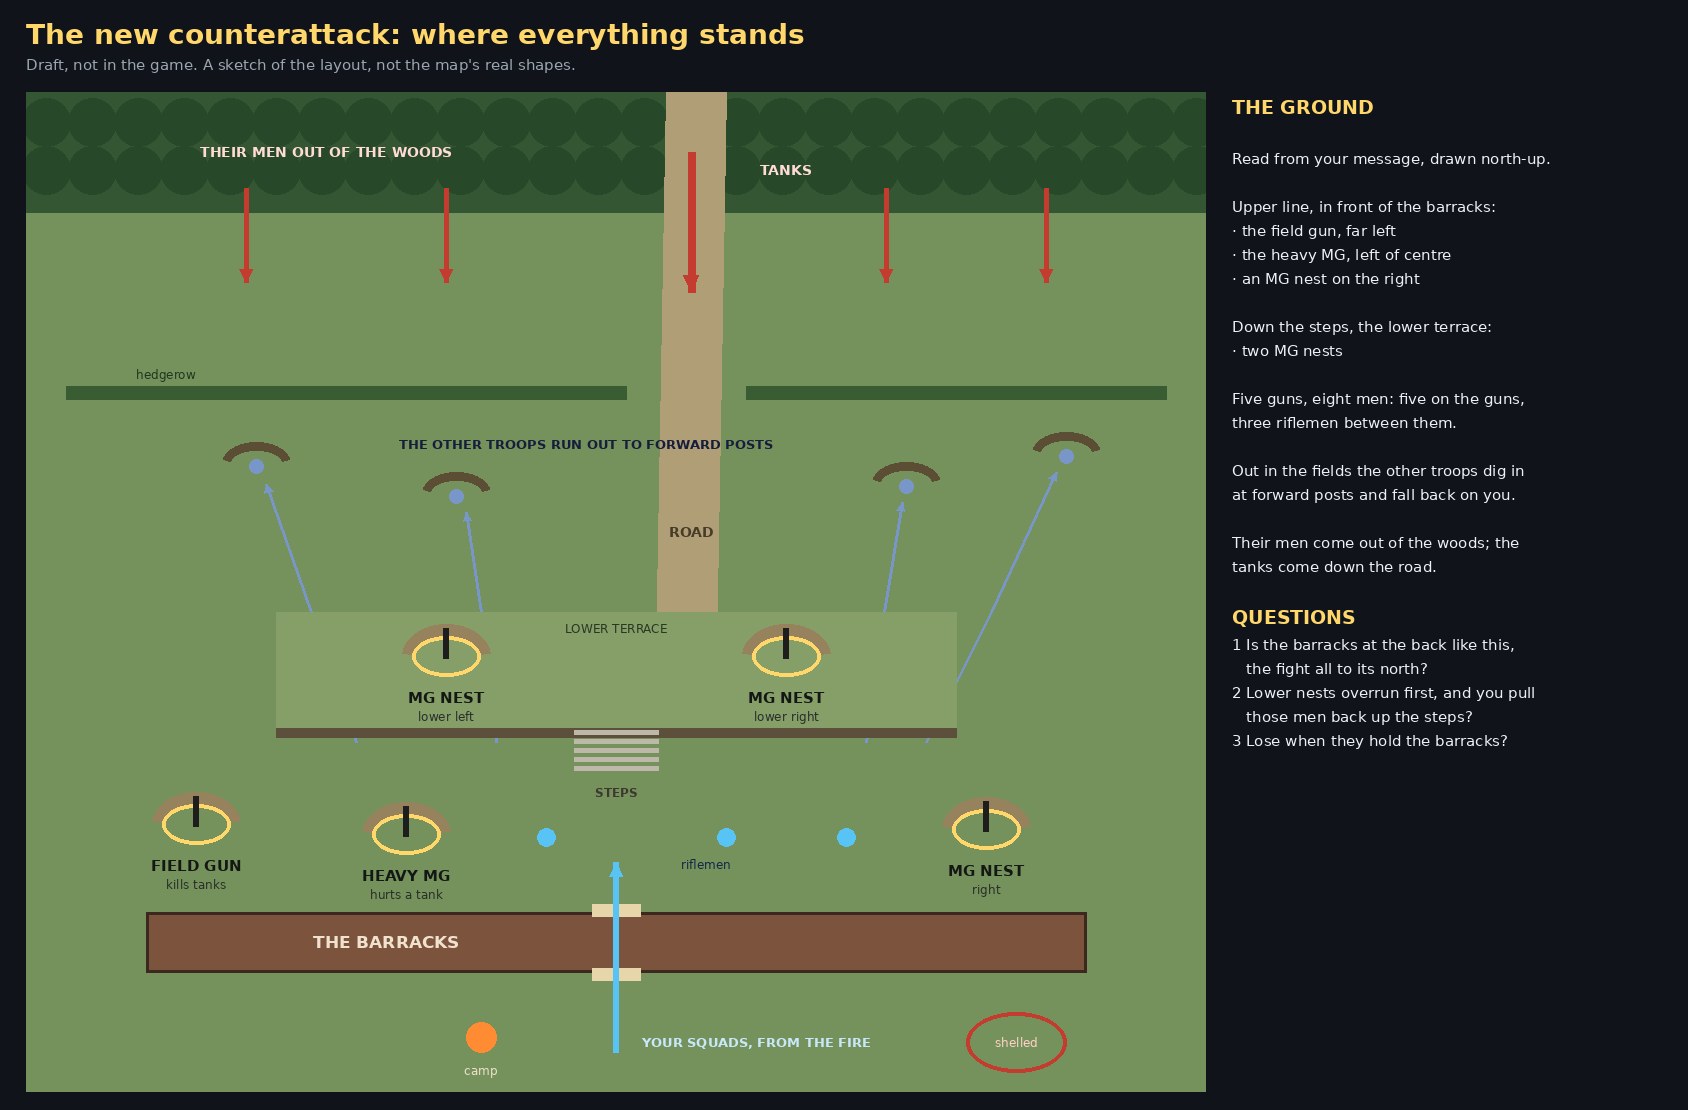 The new counterattack: where everything stands
Draft, not in the game. A sketch of the layout, not the map's real shapes.
THEIR MEN OUT OF THE WOODS
TANKS
hedgerow
THE OTHER TROOPS RUN OUT TO FORWARD POSTS
ROAD
LOWER TERRACE
MG NEST
lower left
MG NEST
lower right
STEPS
FIELD GUN
kills tanks
HEAVY MG
hurts a tank
riflemen
MG NEST
right
THE BARRACKS
YOUR SQUADS, FROM THE FIRE
shelled
camp
THE GROUND
Read from your message, drawn north-up.
Upper line, in front of the barracks:
· the field gun, far left
· the heavy MG, left of centre
· an MG nest on the right
Down the steps, the lower terrace:
· two MG nests
Five guns, eight men: five on the guns,
three riflemen between them.
Out in the fields the other troops dig in
at forward posts and fall back on you.
Their men come out of the woods; the
tanks come down the road.
QUESTIONS
1 Is the barracks at the back like this,
the fight all to its north?
2 Lower nests overrun first, and you pull
those men back up the steps?
3 Lose when they hold the barracks?